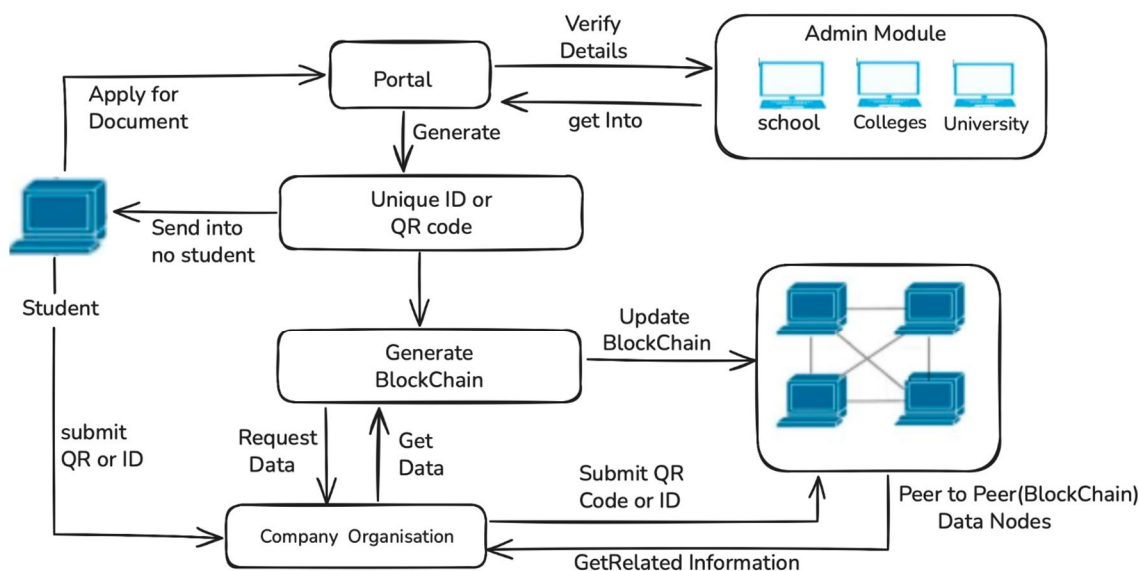 Verify
Details
Admin Module
Portal
Apply for
Document
get Into
school
Colleges
University
Generate
Unique ID or
QR code
Send into
no student
Student
Update
BlockChain
Generate
BlockChain
submit
QR or ID
Request
Data
Get
Data
Submit QR
Code or ID
Peer to Peer(BlockChain)
Data Nodes
Company Organisation
GetRelated Information